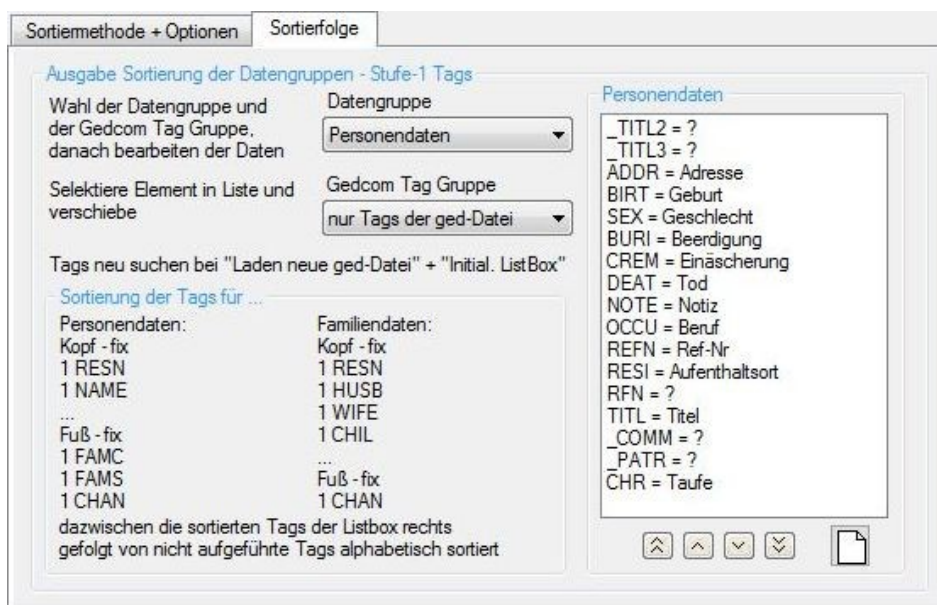 Sortiermethode + Optionen
Sortierfolge
Ausgabe Sortierung der Datengruppen - Stufe-1 Tags
Wahl der Datengruppe und
der Gedcom Tag Gruppe,
danach bearbeiten der Daten
Datengruppe
Personendaten
Selektiere Element in Liste und
verschiebe
Gedcom Tag Gruppe
nur Tags der ged-Datei
Tags neu suchen bei "Laden neue ged-Datei" + "Initial. ListBox"
Sortierung der Tags für ...
Personendaten:
Kopf - fix
1 RESN
1 NAME
...
Fuß - fix
1 FAMC
1 FAMS
1 CHAN
Familiendaten:
Kopf - fix
1 RESN
1 HUSB
1 WIFE
1 CHIL
...
Fuß - fix
1 CHAN
dazwischen die sortierten Tags der Listbox rechts
gefolgt von nicht aufgeführte Tags alphabetisch sortiert
Personendaten
_TITL2 = ?
_TITL3 = ?
ADDR = Adresse
BIRT = Geburt
SEX = Geschlecht
BURI = Beerdigung
CREM = Einäscherung
DEAT = Tod
NOTE = Notiz
OCCU = Beruf
REFN = Ref-Nr
RESI = Aufenthaltsort
RFN = ?
TITL = Titel
_COMM = ?
_PATR = ?
CHR = Taufe